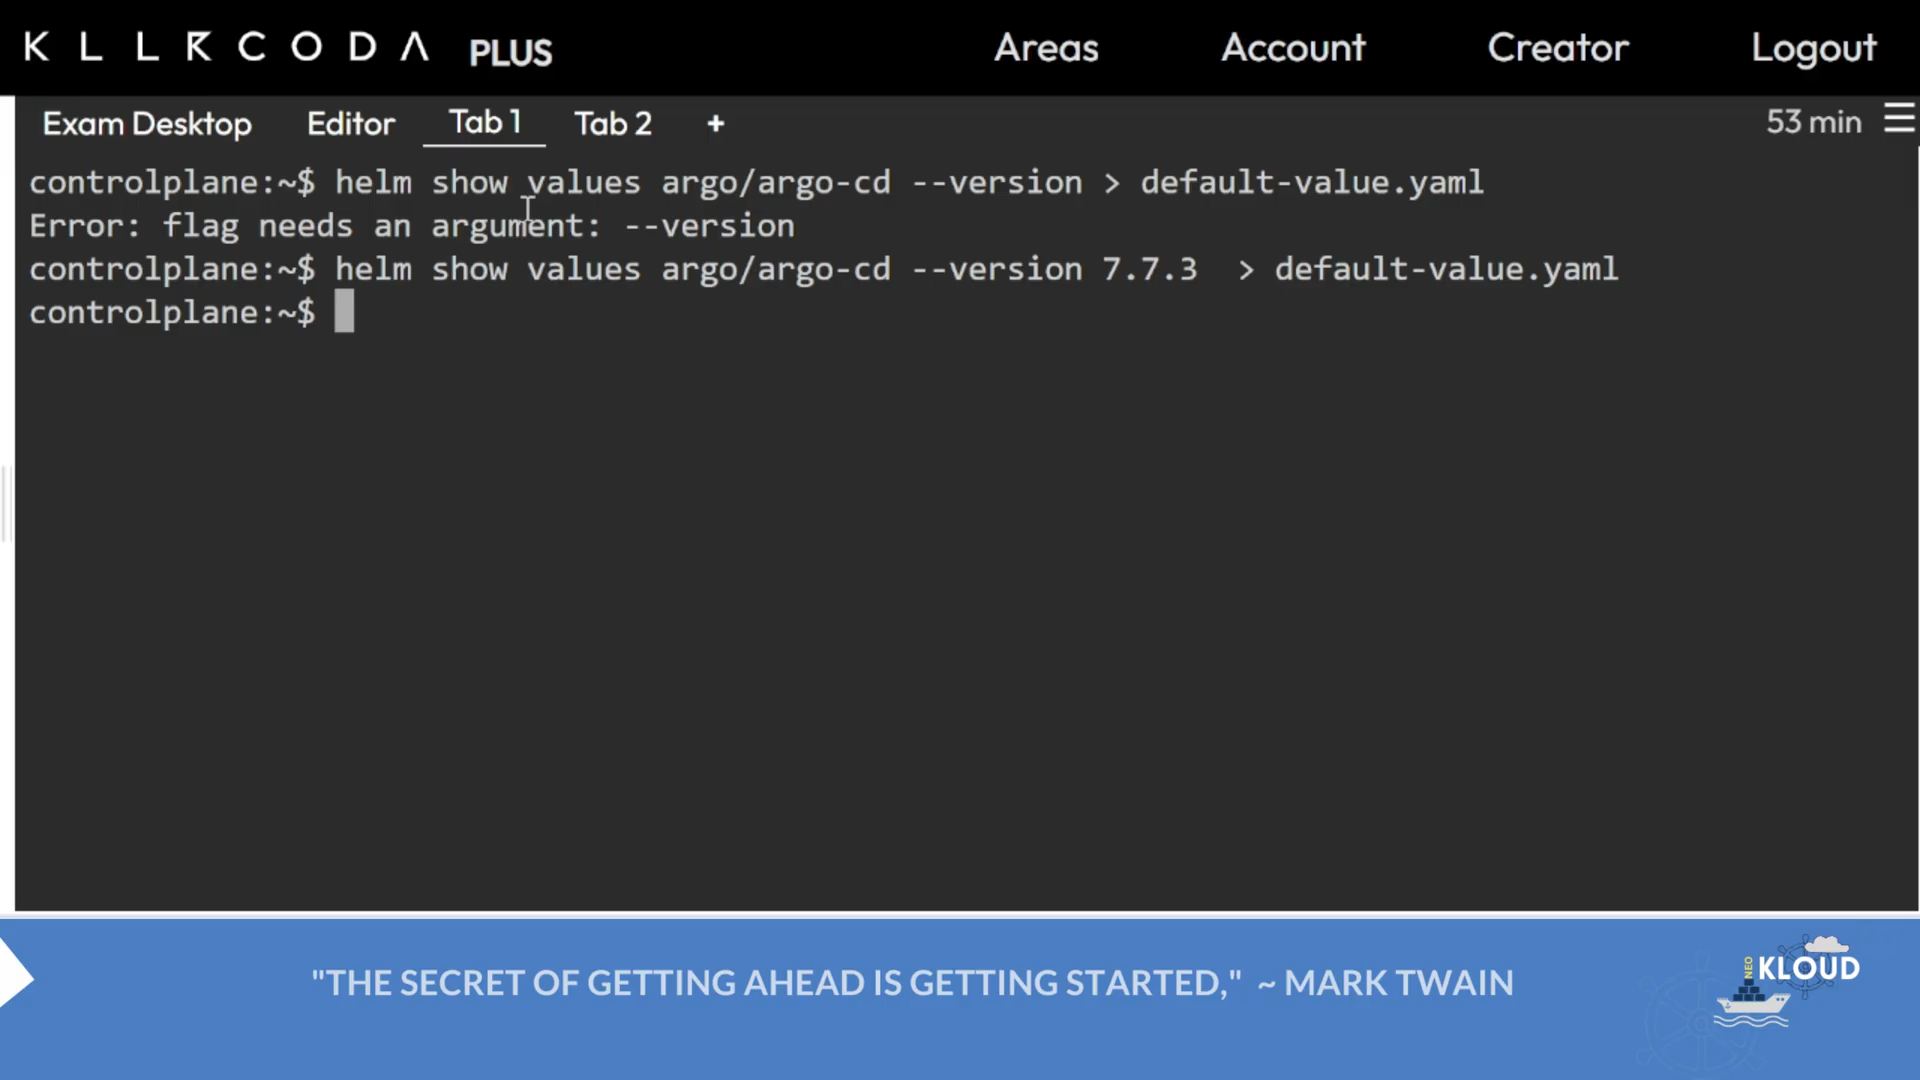 KLLRCODA PLUS Areas Account Creator Logout
Exam Desktop Editor Tab 1 Tab 2 + 53 min
controlplane:~$ helm show values argo/argo-cd --version > default-value.yaml
Error: flag needs an argument: --version
controlplane:~$ helm show values argo/argo-cd --version 7.7.3  > default-value.yaml
controlplane:~$
"THE SECRET OF GETTING AHEAD IS GETTING STARTED," ~ MARK TWAIN
NEO KLOUD